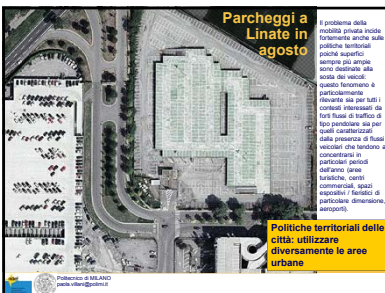 Parcheggi a
Linate in
agosto
Il problema della
mobilità privata incide
fortemente anche sulle
politiche territoriali
poiché superfici
sempre più ampie
sono destinate alla
sosta dei veicoli:
questo fenomeno è
particolarmente
rilevante sia per tutti i
contesti interessati da
forti flussi di traffico di
tipo pendolare sia per
quelli caratterizzati
dalla presenza di flussi
veicolari che tendono a
concentrarsi in
particolari periodi
dell'anno (aree
turistiche, centri
commerciali, spazi
espositivi / fieristici di
particolare dimensione,
aeroporti).
Politiche territoriali delle
città: utilizzare
diversamente le aree
urbane
Politecnico di MILANO
paola.villani@polimi.it